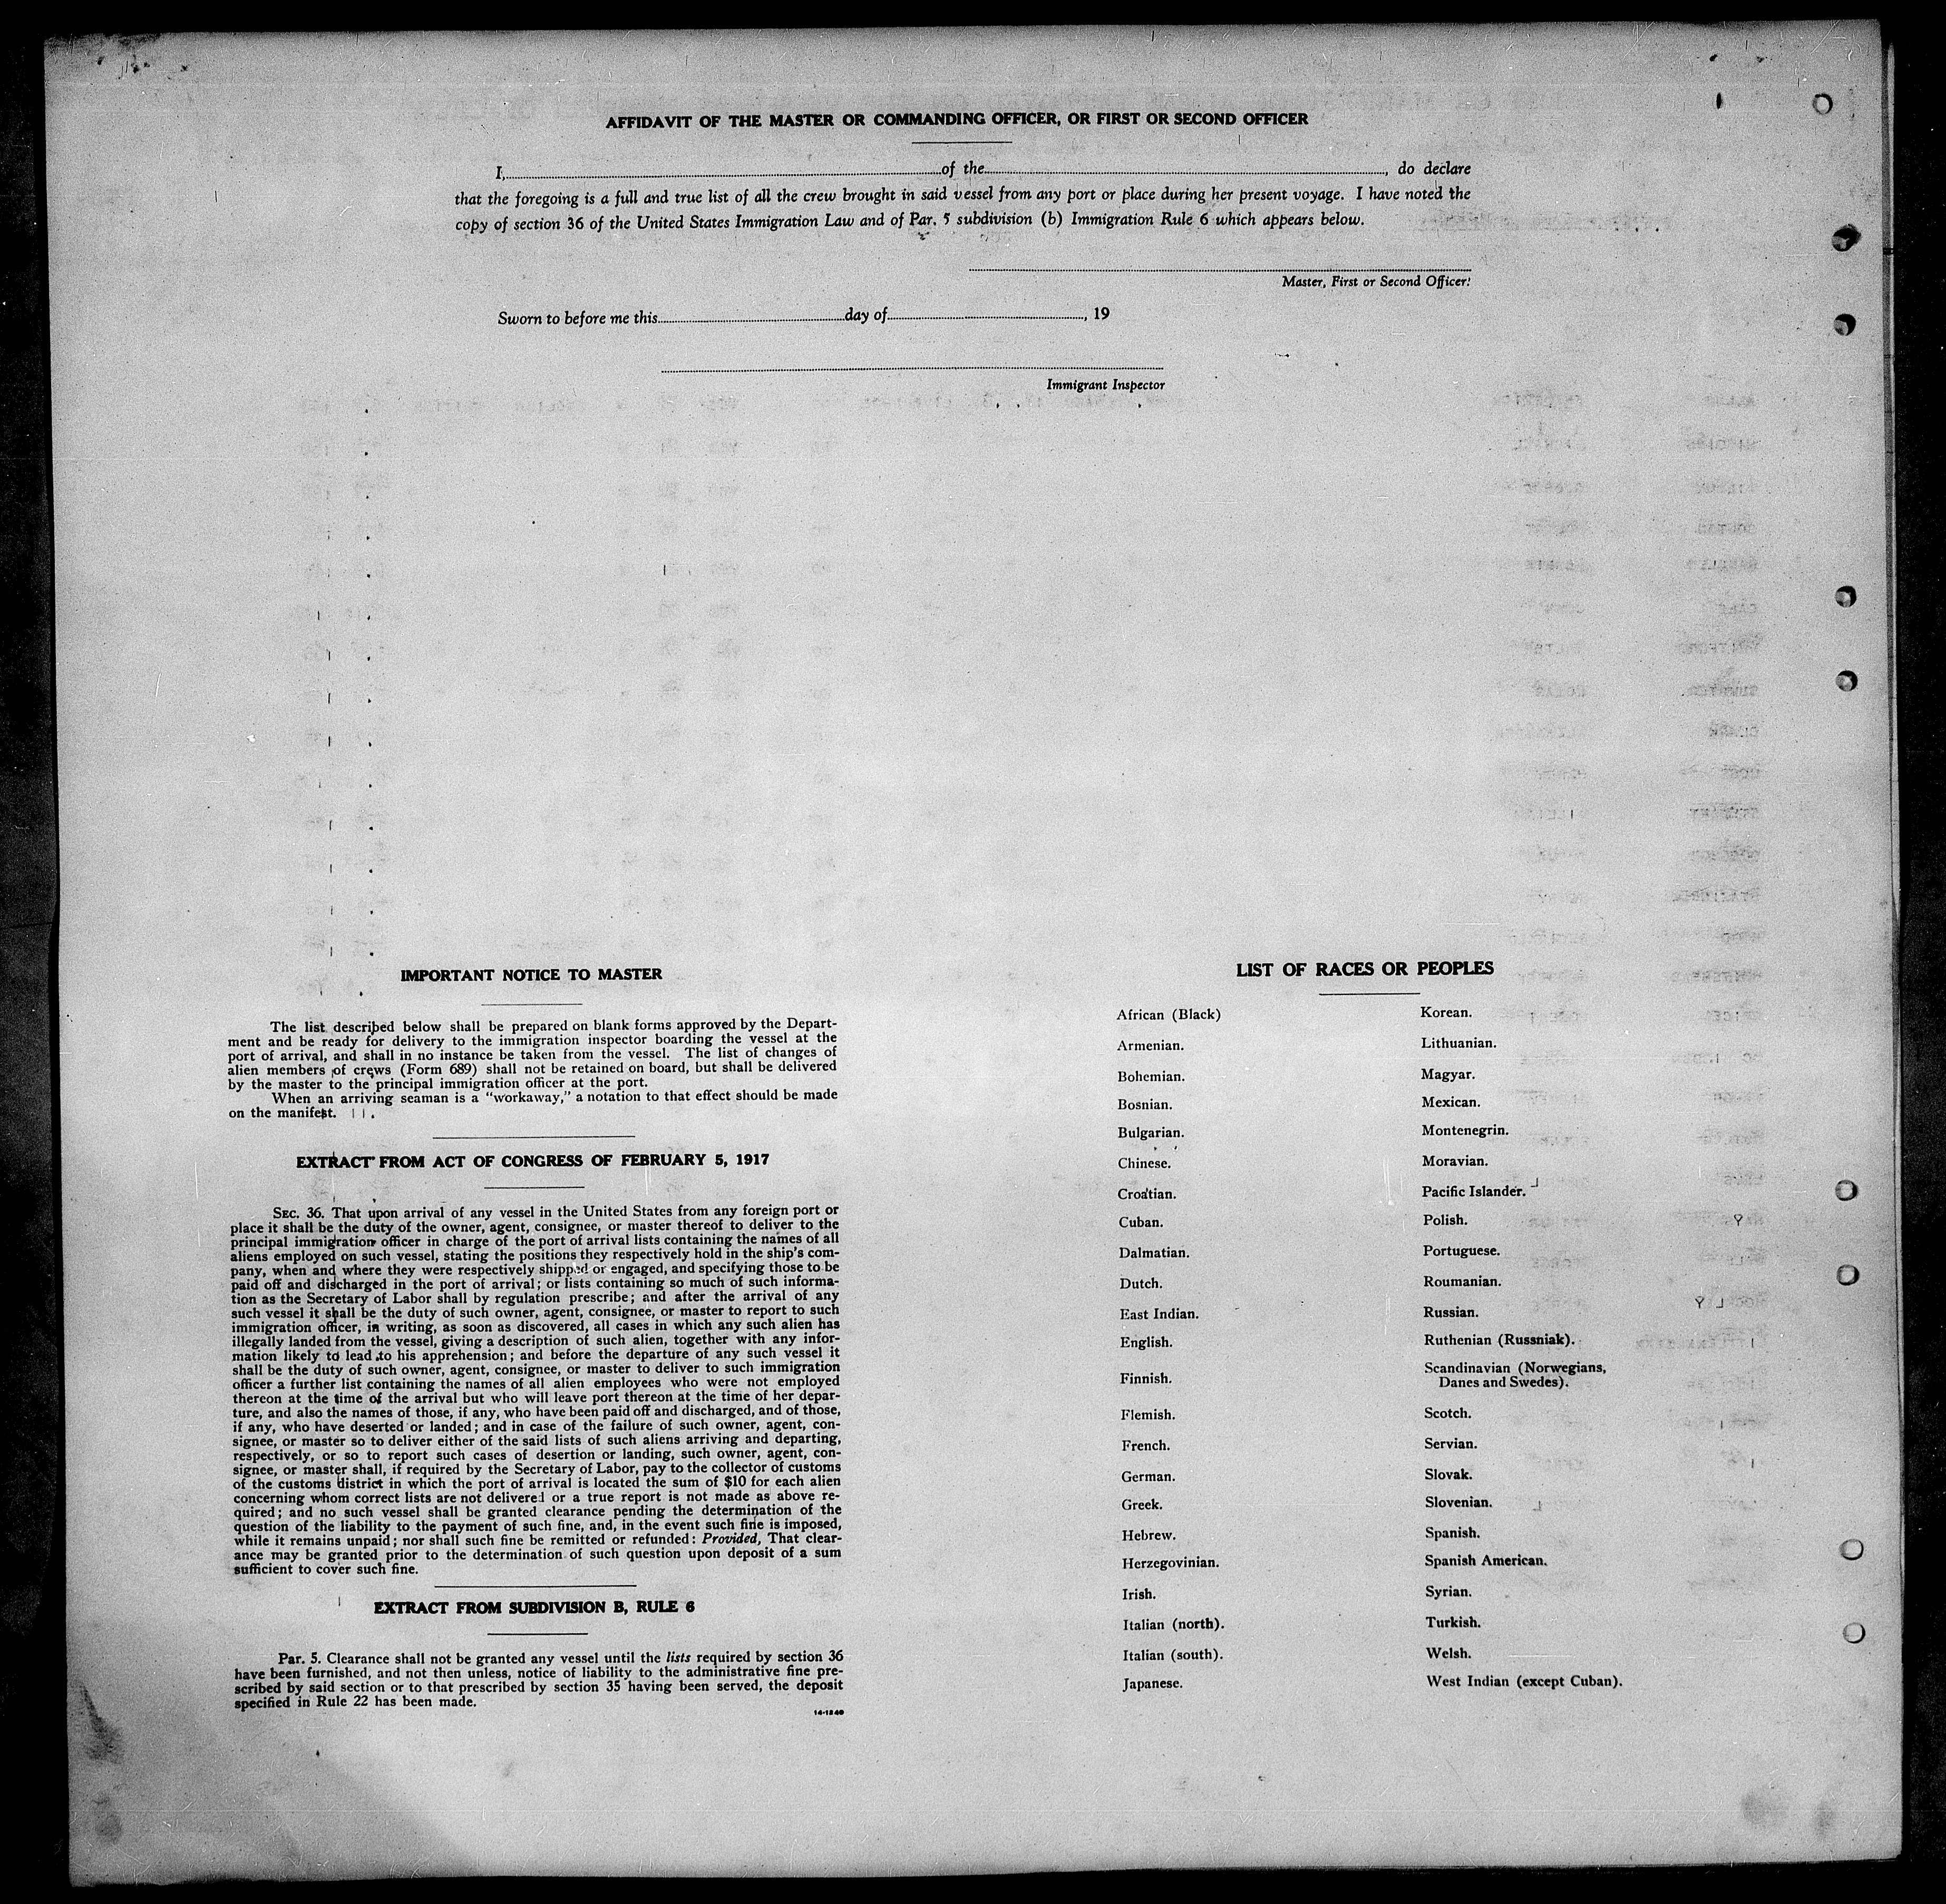 AFFIDAVIT OF THE MASTER OR COMMANDING OFFICER, OR FIRST OR SECOND OFFICER
I, of the , do declare
that the foregoing is a full and true list of all the crew brought in said vessel from any port or place during her present voyage. I have noted the
copy of section 36 of the United States Immigration Law and of Par. 5 subdivision (b) Immigration Rule 6 which appears below.
Master, First or Second Officer.
Sworn to before me this day of , 19
Immigrant Inspector
IMPORTANT NOTICE TO MASTER
The list described below shall be prepared on blank forms approved by the Depart-
ment and be ready for delivery to the immigration inspector boarding the vessel at the
port of arrival, and shall in no instance be taken from the vessel. The list of changes of
alien members of crews (Form 689) shall not be retained on board, but shall be delivered
by the master to the principal immigration officer at the port.
When an arriving seaman is a "workaway," a notation to that effect should be made
on the manifest.
EXTRACT FROM ACT OF CONGRESS OF FEBRUARY 5, 1917
SEC. 36. That upon arrival of any vessel in the United States from any foreign port or
place it shall be the duty of the owner, agent, consignee, or master thereof to deliver to the
principal immigration officer in charge of the port of arrival lists containing the names of all
aliens employed on such vessel, stating the positions they respectively hold in the ship's com-
pany, when and where they were respectively shipped or engaged, and specifying those to be
paid off and discharged in the port of arrival; or lists containing so much of such informa-
tion as the Secretary of Labor shall by regulation prescribe; and after the arrival of any
such vessel it shall be the duty of such owner, agent, consignee, or master to report to such
immigration officer, in writing, as soon as discovered, all cases in which any such alien has
illegally landed from the vessel, giving a description of such alien, together with any infor-
mation likely to lead to his apprehension; and before the departure of any such vessel it
shall be the duty of such owner, agent, consignee, or master to deliver to such immigration
officer a further list containing the names of all alien employees who were not employed
thereon at the time of the arrival but who will leave port thereon at the time of her depar-
ture, and also the names of those, if any, who have been paid off and discharged, and of those,
if any, who have deserted or landed; and in case of the failure of such owner, agent, con-
signee, or master so to deliver either of the said lists of such aliens arriving and departing,
respectively, or so to report such cases of desertion or landing, such owner, agent, con-
signee, or master shall, if required by the Secretary of Labor, pay to the collector of customs
of the customs district in which the port of arrival is located the sum of $10 for each alien
concerning whom correct lists are not delivered or a true report is not made as above re-
quired; and no such vessel shall be granted clearance pending the determination of the
question of the liability to the payment of such fine, and, in the event such fine is imposed,
while it remains unpaid; nor shall such fine be remitted or refunded: Provided, That clear-
ance may be granted prior to the determination of such question upon deposit of a sum
sufficient to cover such fine.
EXTRACT FROM SUBDIVISION B, RULE 6
Par. 5. Clearance shall not be granted any vessel until the lists required by section 36
have been furnished, and not then unless, notice of liability to the administrative fine pre-
scribed by said section or to that prescribed by section 35 having been served, the deposit
specified in Rule 22 has been made.
14-1240
LIST OF RACES OR PEOPLES
African (Black)
Armenian.
Bohemian.
Bosnian.
Bulgarian.
Chinese.
Croatian.
Cuban.
Dalmatian.
Dutch.
East Indian.
English.
Finnish.
Flemish.
French.
German.
Greek.
Hebrew.
Herzegovinian.
Irish.
Italian (north).
Italian (south).
Japanese.
Korean.
Lithuanian.
Magyar.
Mexican.
Montenegrin.
Moravian.
Pacific Islander.
Polish.
Portuguese.
Roumanian.
Russian.
Ruthenian (Russniak).
Scandinavian (Norwegians,
Danes and Swedes).
Scotch.
Servian.
Slovak.
Slovenian.
Spanish.
Spanish American.
Syrian.
Turkish.
Welsh.
West Indian (except Cuban).